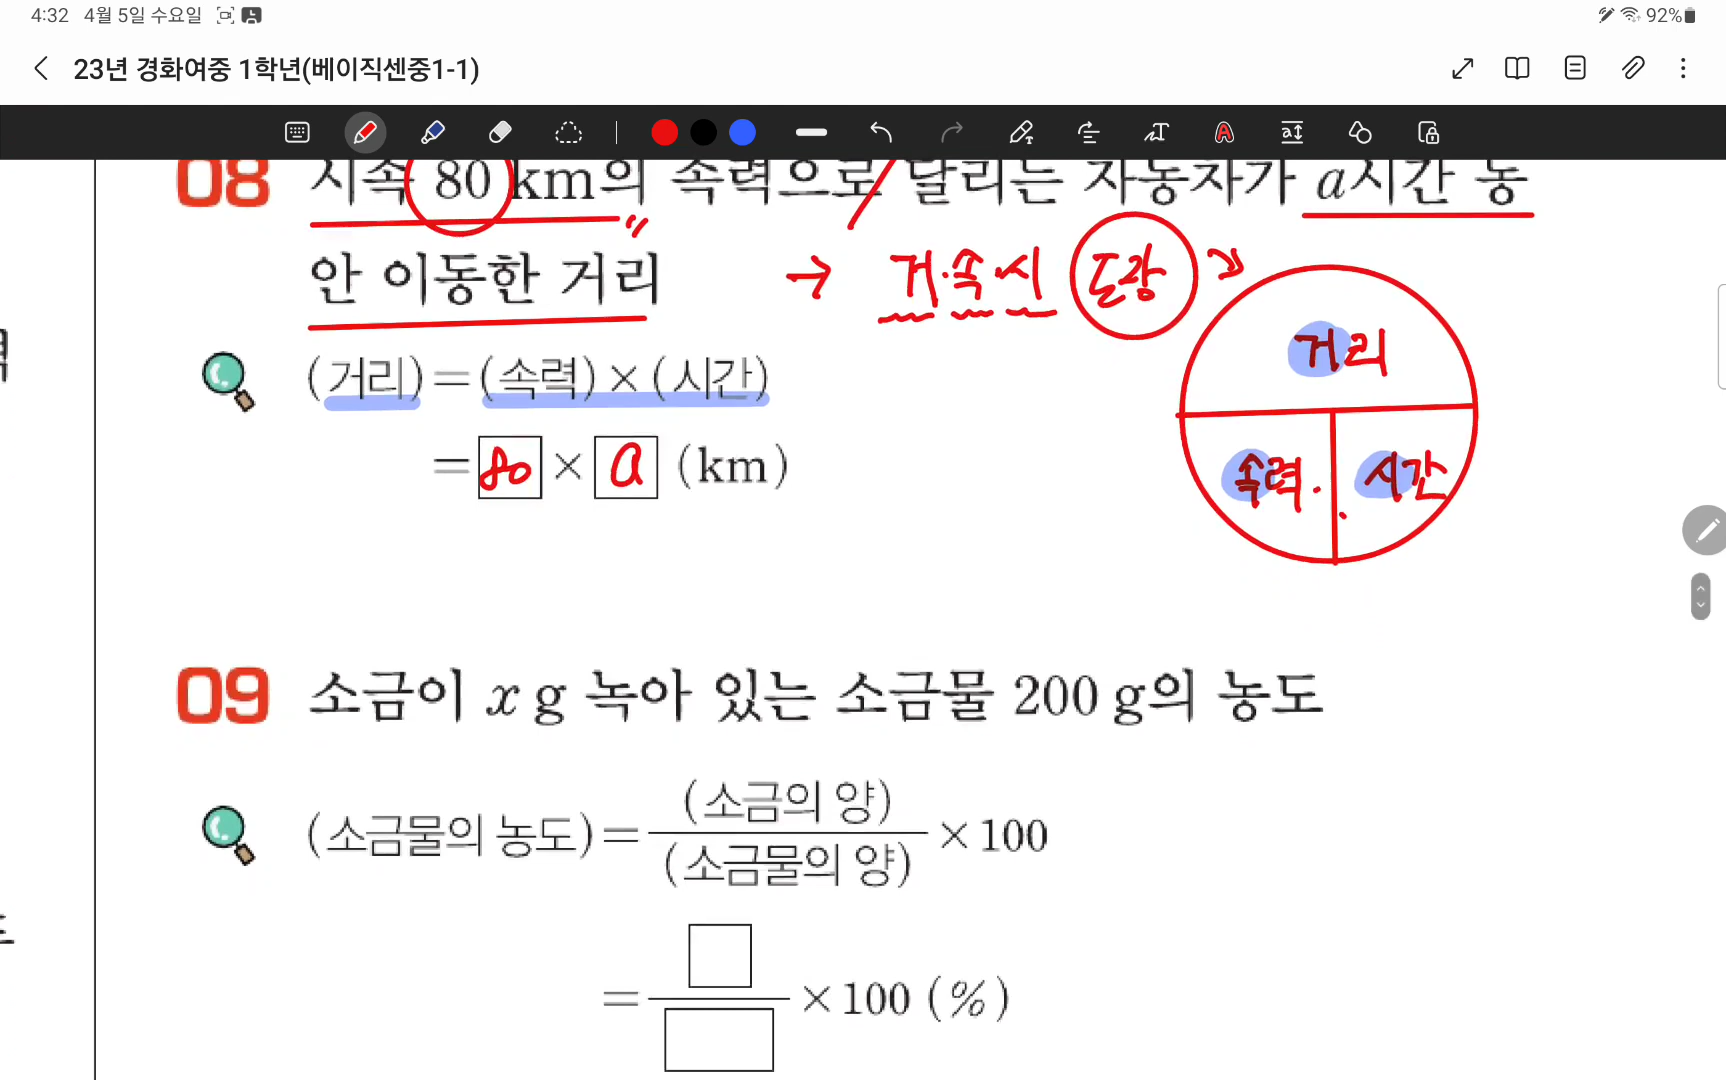 4:32 4월 5일 수요일
92%
23년 경화여중 1학년(베이직쎈중1-1)
08 시속 80 km의 속력으로 달리는 자동차가 a시간 동
안 이동한 거리
→ 거·속·시 도장
거리
속력· 시간
(거리)=(속력)×(시간)
=80×a (km)
09 소금이 x g 녹아 있는 소금물 200 g의 농도
(소금물의 농도)=(소금의 양)/(소금물의 양)×100
=□/□×100 (%)